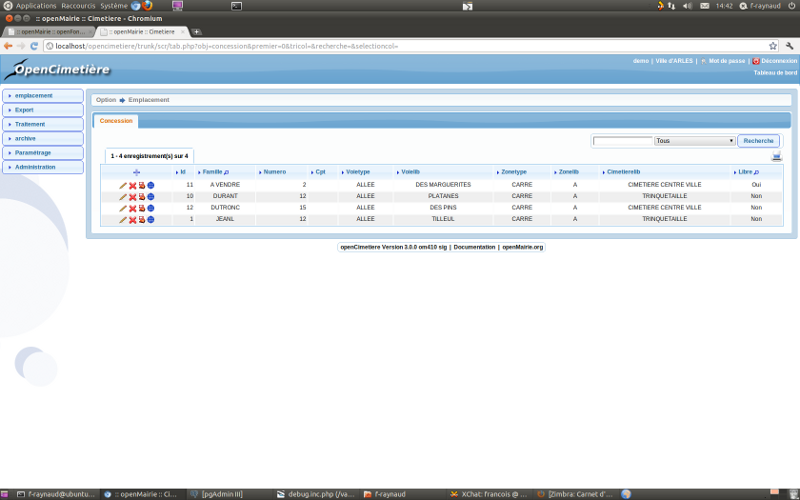 Applications Raccourcis Système 14:42 f-raynaud
:: openMairie :: Cimetiere - Chromium
:: openMairie :: openfon... :: openMairie :: Cimetiere
localhost/opencimetiere/trunk/scr/tab.php?obj=concession&premier=0&tricol=&recherche=&selectioncol=
OpenCimetière
demo | Ville d'ARLES | Mot de passe | Déconnexion
Tableau de bord
emplacement
Export
Traitement
archive
Paramétrage
Administration
Option Emplacement
Concession
Tous Recherche
1 - 4 enregistrement(s) sur 4
Id Famille Numero Cpt Voietype Voielib Zonetype Zonelib Cimetierelib Libre
11 A VENDRE 2 ALLEE DES MARGUERITES CARRE A CIMETIERE CENTRE VILLE Oui
10 DURANT 12 ALLEE PLATANES CARRE A TRINQUETAILLE Non
12 DUTRONC 15 ALLEE DES PINS CARRE A CIMETIERE CENTRE VILLE Non
1 JEANL 12 ALLEE TILLEUL CARRE A TRINQUETAILLE Non
openCimetiere Version 3.0.0 om410 sig | Documentation | openMairie.org
f-raynaud@ubuntu... :: openMairie :: Ci... [pgAdmin III] debug.inc.php (/va... f-raynaud XChat: francois @ ... [Zimbra: Carnet d'...